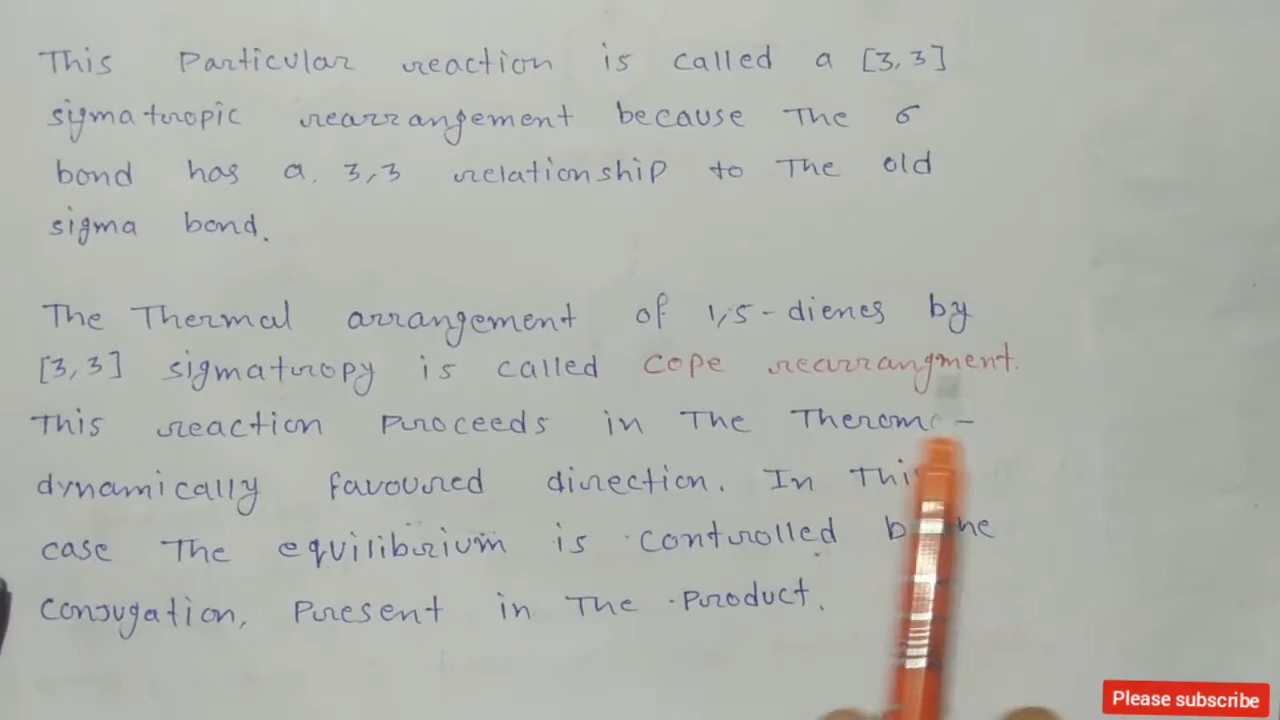 This Particular reaction is called a [3,3]
sigmatropic rearrangement because The σ
bond has a. 3,3 relationship to The old
sigma bond.
The Thermal arrangement of 1,5-dienes by
[3,3] sigmatropy is called cope rearrangment.
This reaction Proceeds in The
dynamically favoured direction. In
case The equilibrium is controlled
conjugation, Present in The Product.
Please subscribe